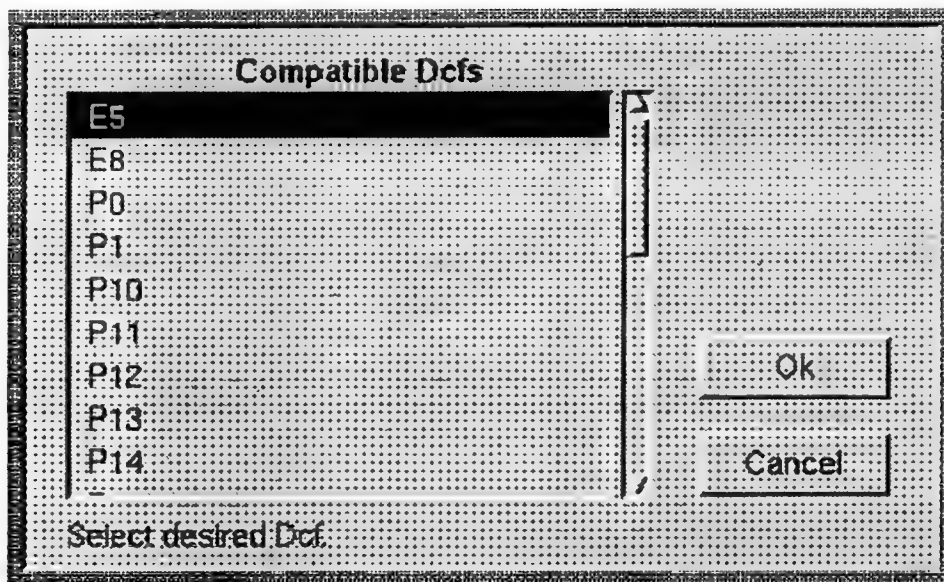 Compatible Dcfs
E5
E8
P0
P1
P10
P11
P12
P13
P14
Ok
Cancel
Select desired Dcf.